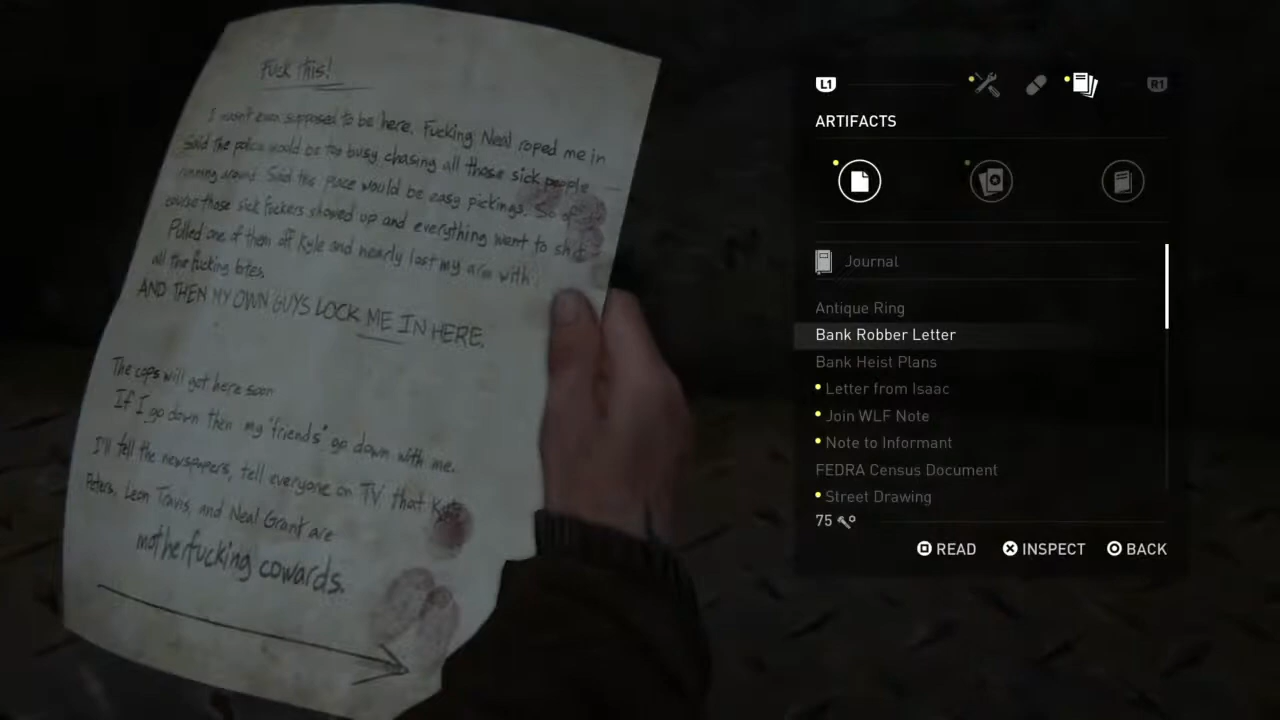 Fuck this!
I wasn't even supposed to be here. Fucking Neal roped me in
Said the police would be too busy chasing all those sick people
running around. Said this place would be easy pickings. So of
course those sick fuckers showed up and everything went to shit.
Pulled one of them off Kyle and nearly lost my arm with
all the fucking bites.
AND THEN MY OWN GUYS LOCK ME IN HERE.
The cops will get here soon
If I go down then my "friends" go down with me.
I'll tell the newspapers, tell everyone on TV that Kyle
Peters, Leon Travis, and Neal Grant are
motherfucking cowards.
L1
R1
ARTIFACTS
Journal
Antique Ring
Bank Robber Letter
Bank Heist Plans
Letter from Isaac
Join WLF Note
Note to Informant
FEDRA Census Document
Street Drawing
75
READ INSPECT BACK